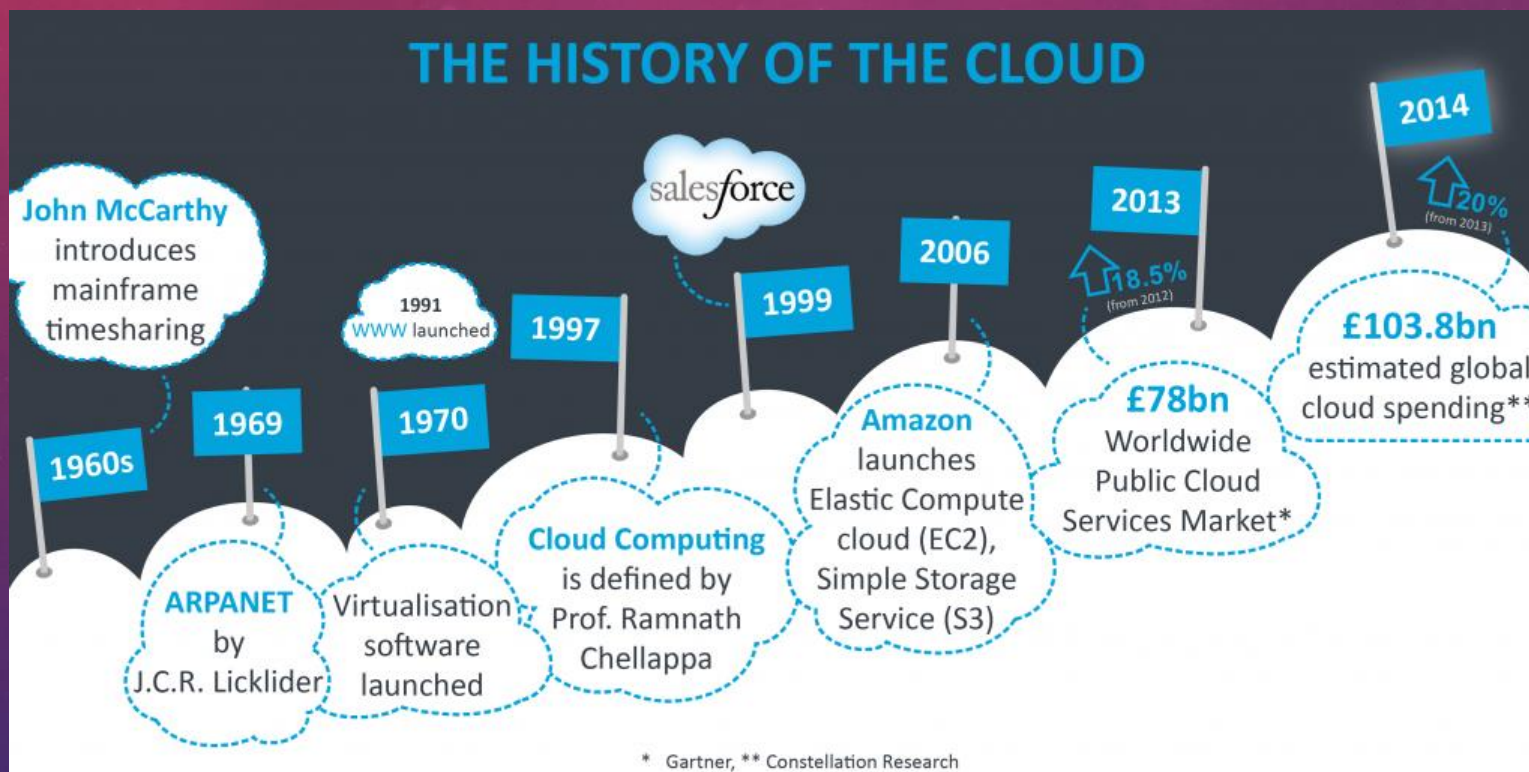 THE HISTORY OF THE CLOUD
1960s
John McCarthy
introduces
mainframe
timesharing
1969
ARPANET
by
J.C.R. Licklider
1970
Virtualisation
software
launched
1991
WWW launched
1997
Cloud Computing
is defined by
Prof. Ramnath
Chellappa
1999
salesforce
2006
Amazon
launches
Elastic Compute
cloud (EC2),
Simple Storage
Service (S3)
2013
18.5%
(from 2012)
£78bn
Worldwide
Public Cloud
Services Market*
2014
20%
(from 2013)
£103.8bn
estimated global
cloud spending**
* Gartner, ** Constellation Research